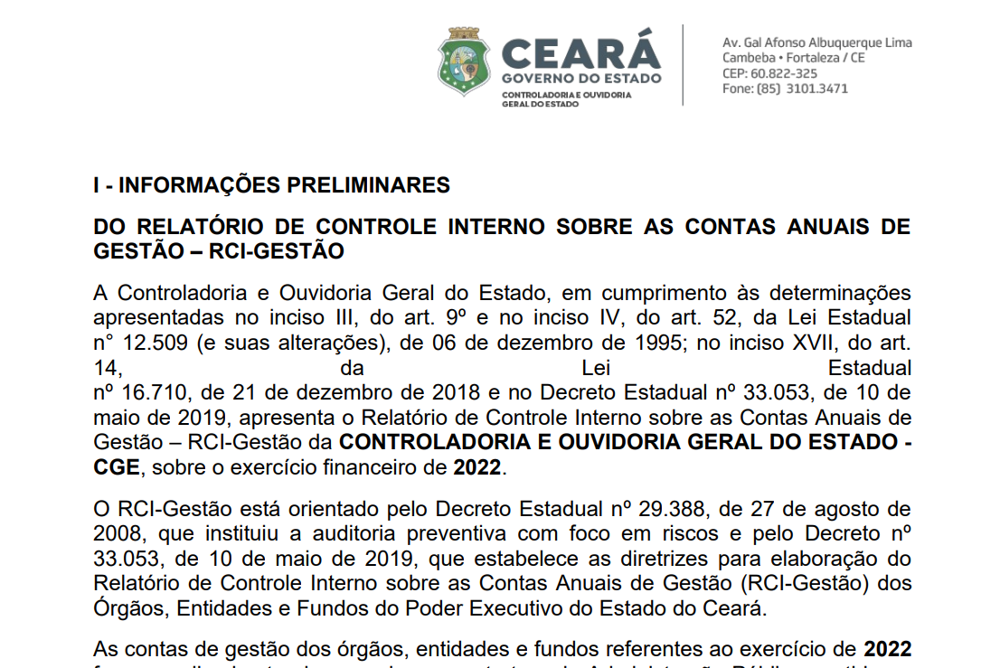 CEARÁ
GOVERNO DO ESTADO
CONTROLADORIA E OUVIDORIA
GERAL DO ESTADO
Av. Gal Afonso Albuquerque Lima
Cambeba • Fortaleza / CE
CEP: 60.822-325
Fone: (85) 3101.3471
I - INFORMAÇÕES PRELIMINARES
DO RELATÓRIO DE CONTROLE INTERNO SOBRE AS CONTAS ANUAIS DE
GESTÃO – RCI-GESTÃO
A Controladoria e Ouvidoria Geral do Estado, em cumprimento às determinações
apresentadas no inciso III, do art. 9º e no inciso IV, do art. 52, da Lei Estadual
n° 12.509 (e suas alterações), de 06 de dezembro de 1995; no inciso XVII, do art.
14, da Lei Estadual
nº 16.710, de 21 de dezembro de 2018 e no Decreto Estadual nº 33.053, de 10 de
maio de 2019, apresenta o Relatório de Controle Interno sobre as Contas Anuais de
Gestão – RCI-Gestão da CONTROLADORIA E OUVIDORIA GERAL DO ESTADO -
CGE, sobre o exercício financeiro de 2022.
O RCI-Gestão está orientado pelo Decreto Estadual nº 29.388, de 27 de agosto de
2008, que instituiu a auditoria preventiva com foco em riscos e pelo Decreto nº
33.053, de 10 de maio de 2019, que estabelece as diretrizes para elaboração do
Relatório de Controle Interno sobre as Contas Anuais de Gestão (RCI-Gestão) dos
Órgãos, Entidades e Fundos do Poder Executivo do Estado do Ceará.
As contas de gestão dos órgãos, entidades e fundos referentes ao exercício de 2022